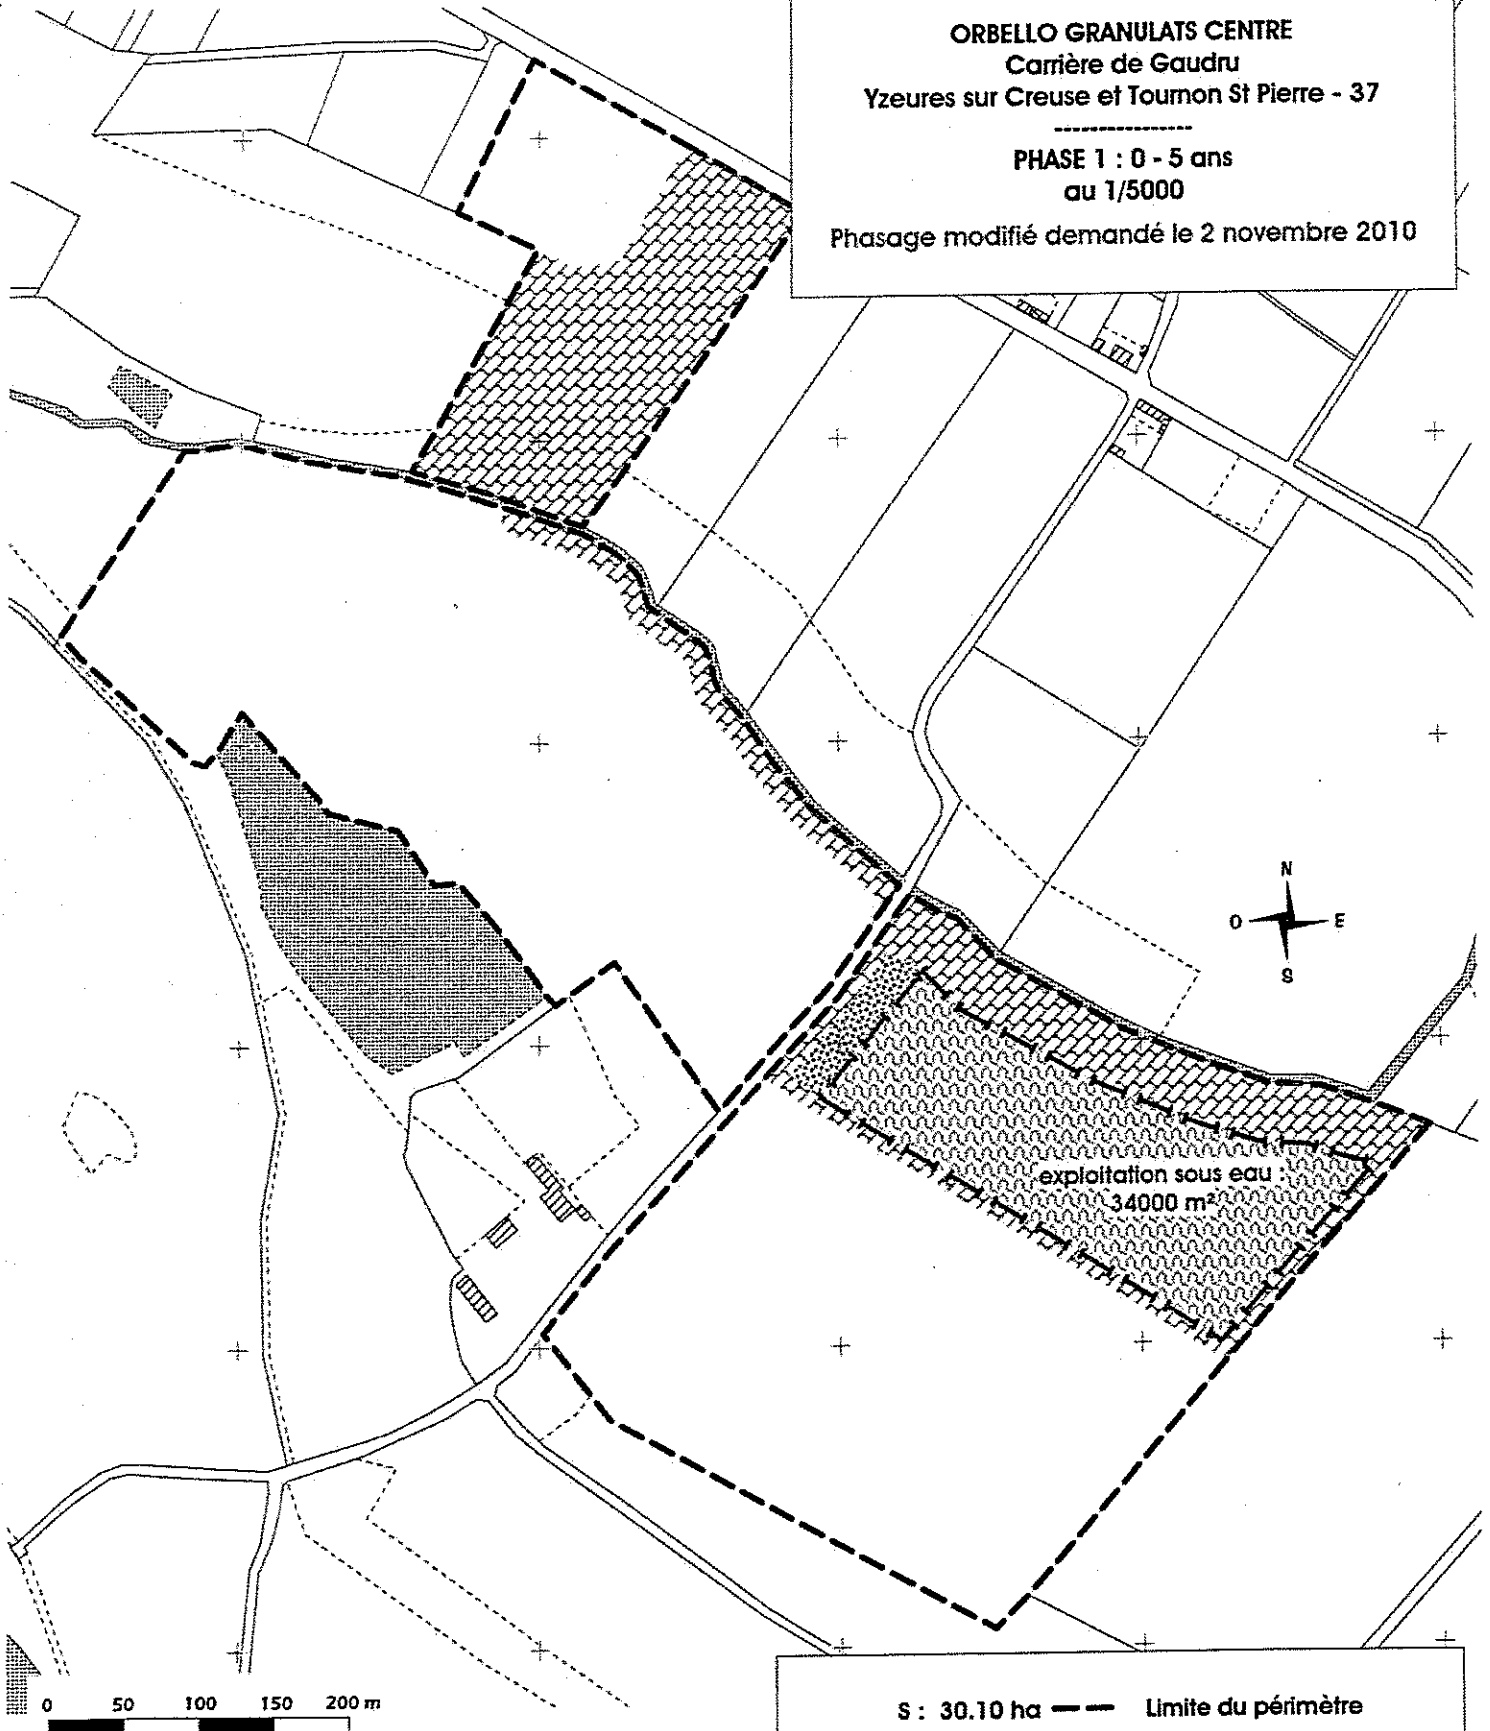 ORBELLO GRANULATS CENTRE
Carrière de Gaudru
Yzeures sur Creuse et Tournon St Pierre - 37
----------------
PHASE 1 : 0 - 5 ans
au 1/5000
Phasage modifié demandé le 2 novembre 2010
N
O E
S
exploitation sous eau :
34000 m²
0 50 100 150 200 m
S : 30.10 ha Limite du périmètre